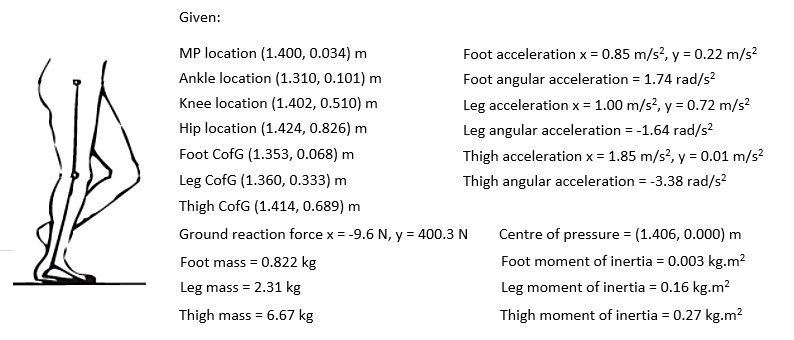 Given:
MP location (1.400, 0.034) m
Foot acceleration x = 0.85 m/s², y = 0.22 m/s²
Ankle location (1.310, 0.101) m
Foot angular acceleration = 1.74 rad/s²
Knee location (1.402, 0.510) m
Leg acceleration x = 1.00 m/s², y = 0.72 m/s²
Hip location (1.424, 0.826) m
Leg angular acceleration = -1.64 rad/s²
Foot CofG (1.353, 0.068) m
Thigh acceleration x = 1.85 m/s², y = 0.01 m/s²
Leg CofG (1.360, 0.333) m
Thigh angular acceleration = -3.38 rad/s²
Thigh CofG (1.414, 0.689) m
Ground reaction force x = -9.6 N, y = 400.3 N
Centre of pressure = (1.406, 0.000) m
Foot mass = 0.822 kg
Foot moment of inertia = 0.003 kg.m²
Leg mass = 2.31 kg
Leg moment of inertia = 0.16 kg.m²
Thigh mass = 6.67 kg
Thigh moment of inertia = 0.27 kg.m²